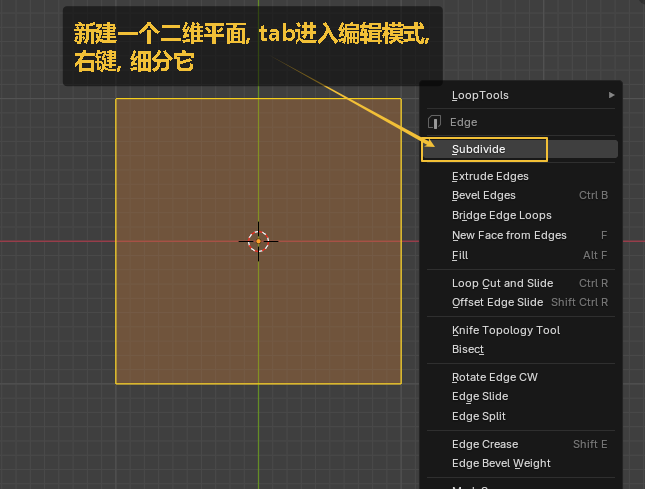 新建一个二维平面, tab进入编辑模式,
右键, 细分它
LoopTools
Edge
Subdivide
Extrude Edges
Bevel Edges Ctrl B
Bridge Edge Loops
New Face from Edges F
Fill Alt F
Loop Cut and Slide Ctrl R
Offset Edge Slide Shift Ctrl R
Knife Topology Tool
Bisect
Rotate Edge CW
Edge Slide
Edge Split
Edge Crease Shift E
Edge Bevel Weight